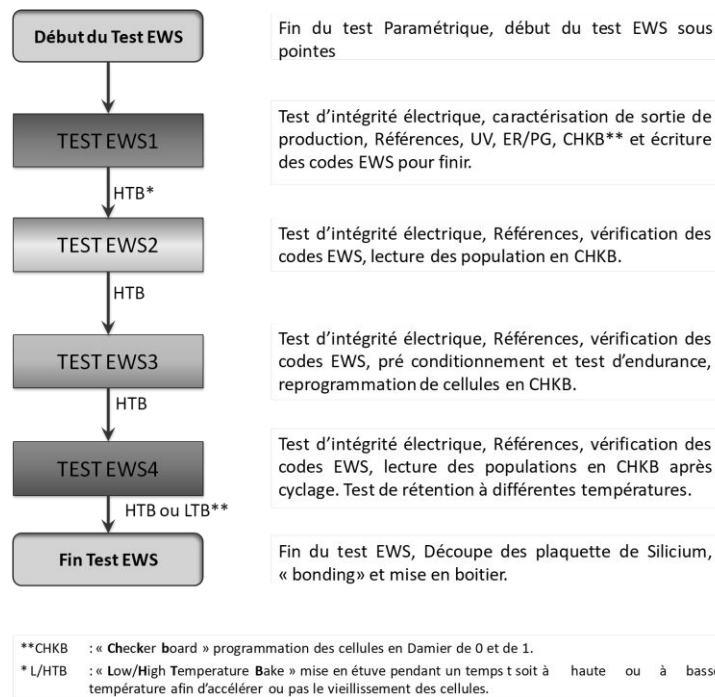 Début du Test EWS
Fin du test Paramétrique, début du test EWS sous
pointes
TEST EWS1
Test d'intégrité électrique, caractérisation de sortie de
production, Références, UV, ER/PG, CHKB** et écriture
des codes EWS pour finir.
HTB*
TEST EWS2
Test d'intégrité électrique, Références, vérification des
codes EWS, lecture des population en CHKB.
HTB
TEST EWS3
Test d'intégrité électrique, Références, vérification des
codes EWS, pré conditionnement et test d'endurance,
reprogrammation de cellules en CHKB.
HTB
TEST EWS4
Test d'intégrité électrique, Références, vérification des
codes EWS, lecture des populations en CHKB après
cyclage. Test de rétention à différentes températures.
HTB ou LTB**
Fin Test EWS
Fin du test EWS, Découpe des plaquette de Silicium,
« bonding» et mise en boitier.
**CHKB : « Checker board » programmation des cellules en Damier de 0 et de 1.
* L/HTB : « Low/High Temperature Bake » mise en étuve pendant un temps t soit à haute ou à basse
température afin d'accélérer ou pas le vieillissement des cellules.